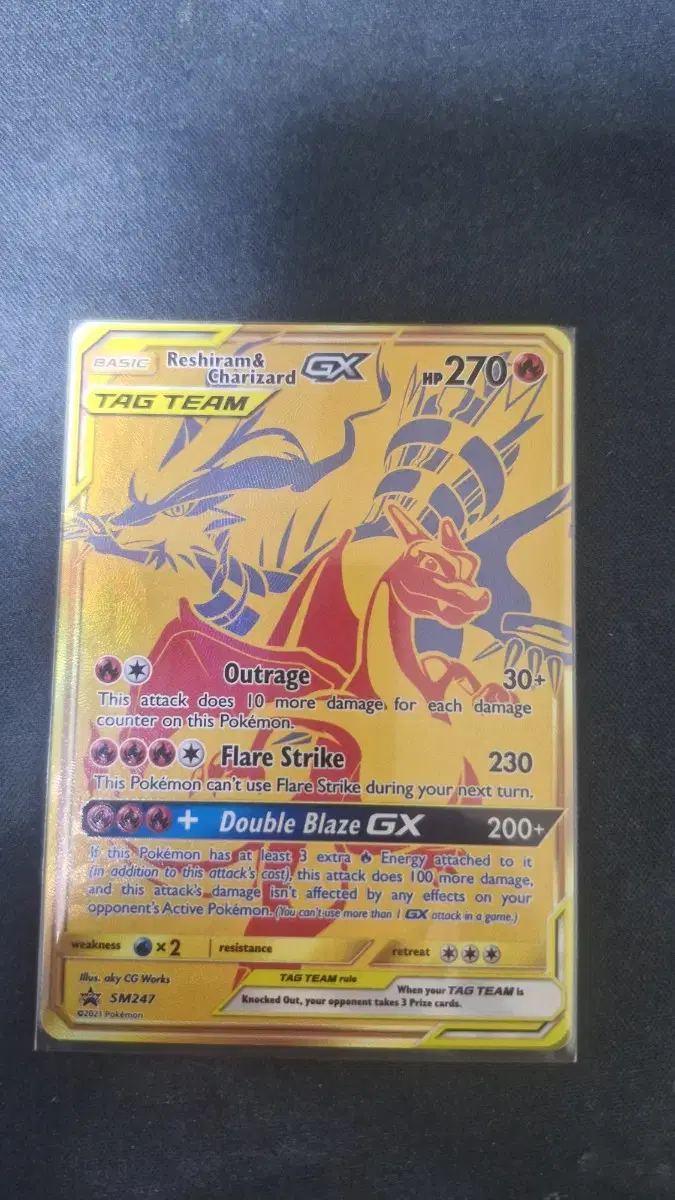 BASIC Reshiram& Charizard GX HP270
TAG TEAM
Outrage 30+
This attack does 10 more damage for each damage
counter on this Pokémon.
Flare Strike 230
This Pokémon can't use Flare Strike during your next turn.
+ Double Blaze GX 200+
If this Pokémon has at least 3 extra Energy attached to it
(in addition to this attack's cost), this attack does 100 more damage,
and this attack's damage isn't affected by any effects on your
opponent's Active Pokémon. (You can't use more than 1 GX attack in a game.)
weakness ×2 resistance retreat
Illus. aky CG Works
SM247
©2021 Pokémon
TAG TEAM rule
When your TAG TEAM is
Knocked Out, your opponent takes 3 Prize cards.